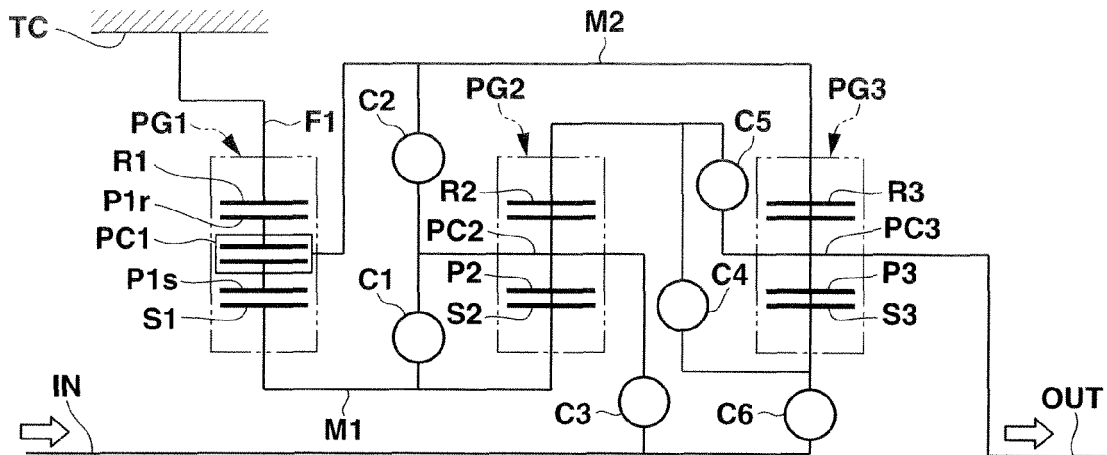 TC
M2
PG1
F1
C2
PG2
C5
PG3
R1
P1r
PC1
P1s
S1
R2
PC2
P2
S2
C1
C4
R3
PC3
P3
S3
IN
M1
C3
C6
OUT